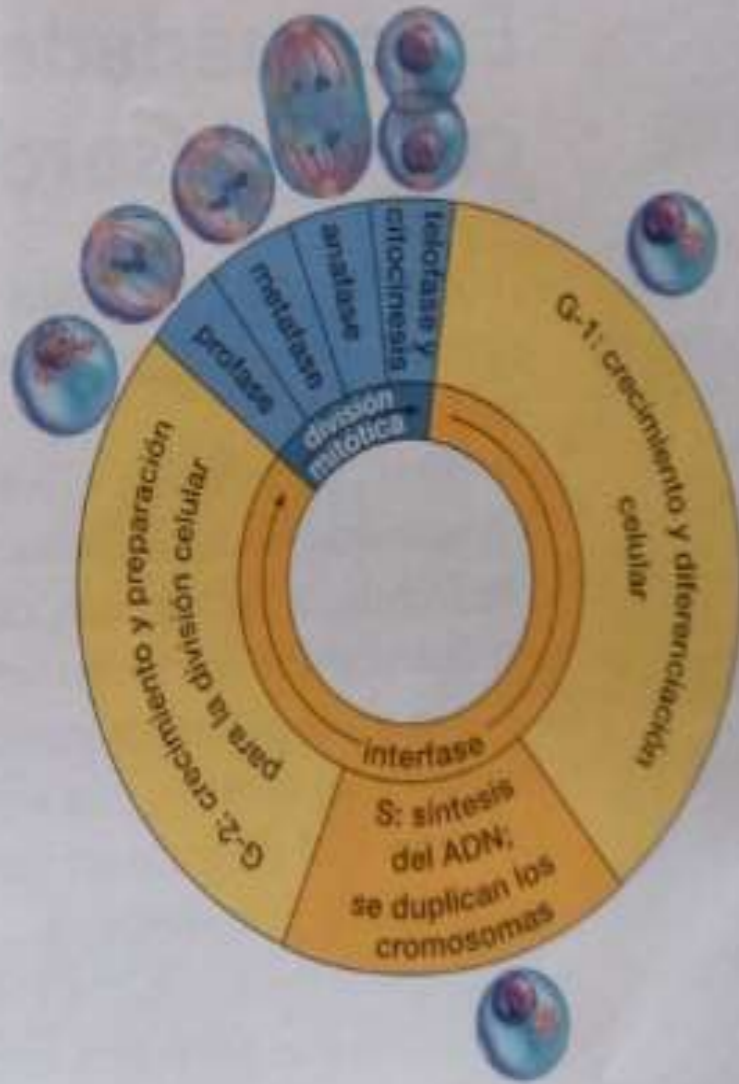 telofase y
citocinesis
anafase
metafase
profase
división
mitótica
G-1: crecimiento y diferenciación
celular
interfase
S: síntesis
del ADN;
se duplican los
cromosomas
G-2: crecimiento y preparación
para la división celular